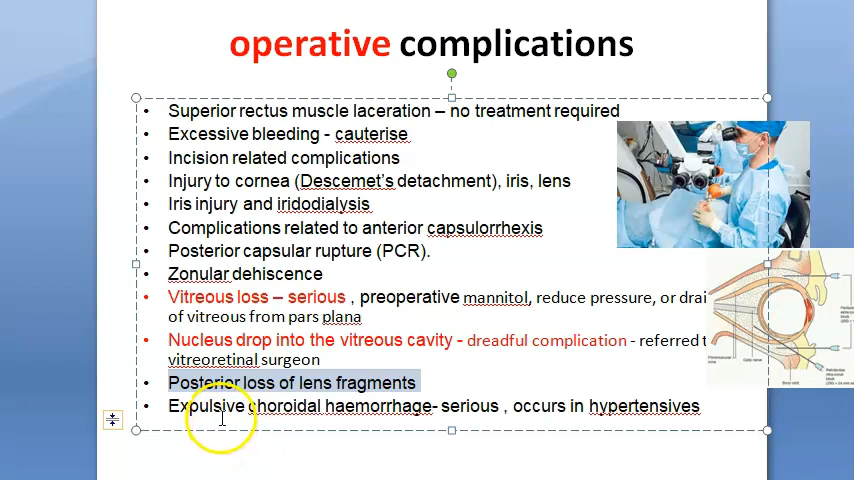 operative complications
• Superior rectus muscle laceration – no treatment required
• Excessive bleeding - cauterise
• Incision related complications
• Injury to cornea (Descemet's detachment), iris, lens
• Iris injury and iridodialysis
• Complications related to anterior capsulorrhexis
• Posterior capsular rupture (PCR).
• Zonular dehiscence
• Vitreous loss – serious , preoperative mannitol, reduce pressure, or drai
of vitreous from pars plana
• Nucleus drop into the vitreous cavity - dreadful complication - referred t
vitreoretinal surgeon
• Posterior loss of lens fragments
• Expulsive choroidal haemorrhage- serious , occurs in hypertensives